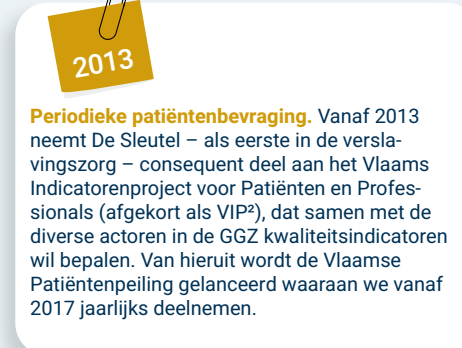 2013
Periodieke patiëntenbevraging. Vanaf 2013
neemt De Sleutel – als eerste in de versla-
vingszorg – consequent deel aan het Vlaams
Indicatorenproject voor Patiënten en Profes-
sionals (afgekort als VIP²), dat samen met de
diverse actoren in de GGZ kwaliteitsindicatoren
wil bepalen. Van hieruit wordt de Vlaamse
Patiëntenpeiling gelanceerd waaraan we vanaf
2017 jaarlijks deelnemen.